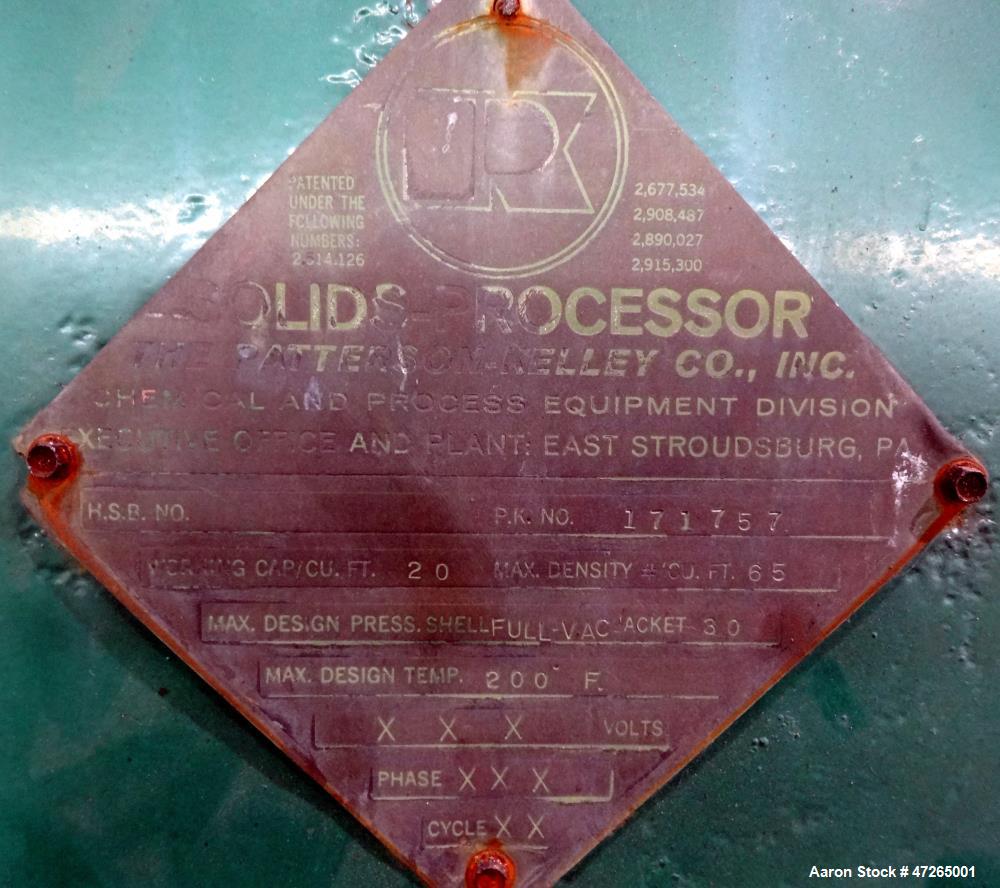 PK
PATENTED
UNDER THE
FOLLOWING
NUMBERS:
2,514,126
2,677,534
2,908,487
2,890,027
2,915,300
SOLIDS-PROCESSOR
THE PATTERSON-KELLEY CO., INC.
CHEMICAL AND PROCESS EQUIPMENT DIVISION
EXECUTIVE OFFICE AND PLANT: EAST STROUDSBURG, PA.
H.S.B. NO. P.K. NO. 171757
WORKING CAP/CU. FT. 20 MAX. DENSITY #/CU. FT. 65
MAX. DESIGN PRESS. SHELL FULL-VAC JACKET 30
MAX. DESIGN TEMP. 200 F.
X X X VOLTS
PHASE X X X
CYCLE X X
Aaron Stock # 47265001